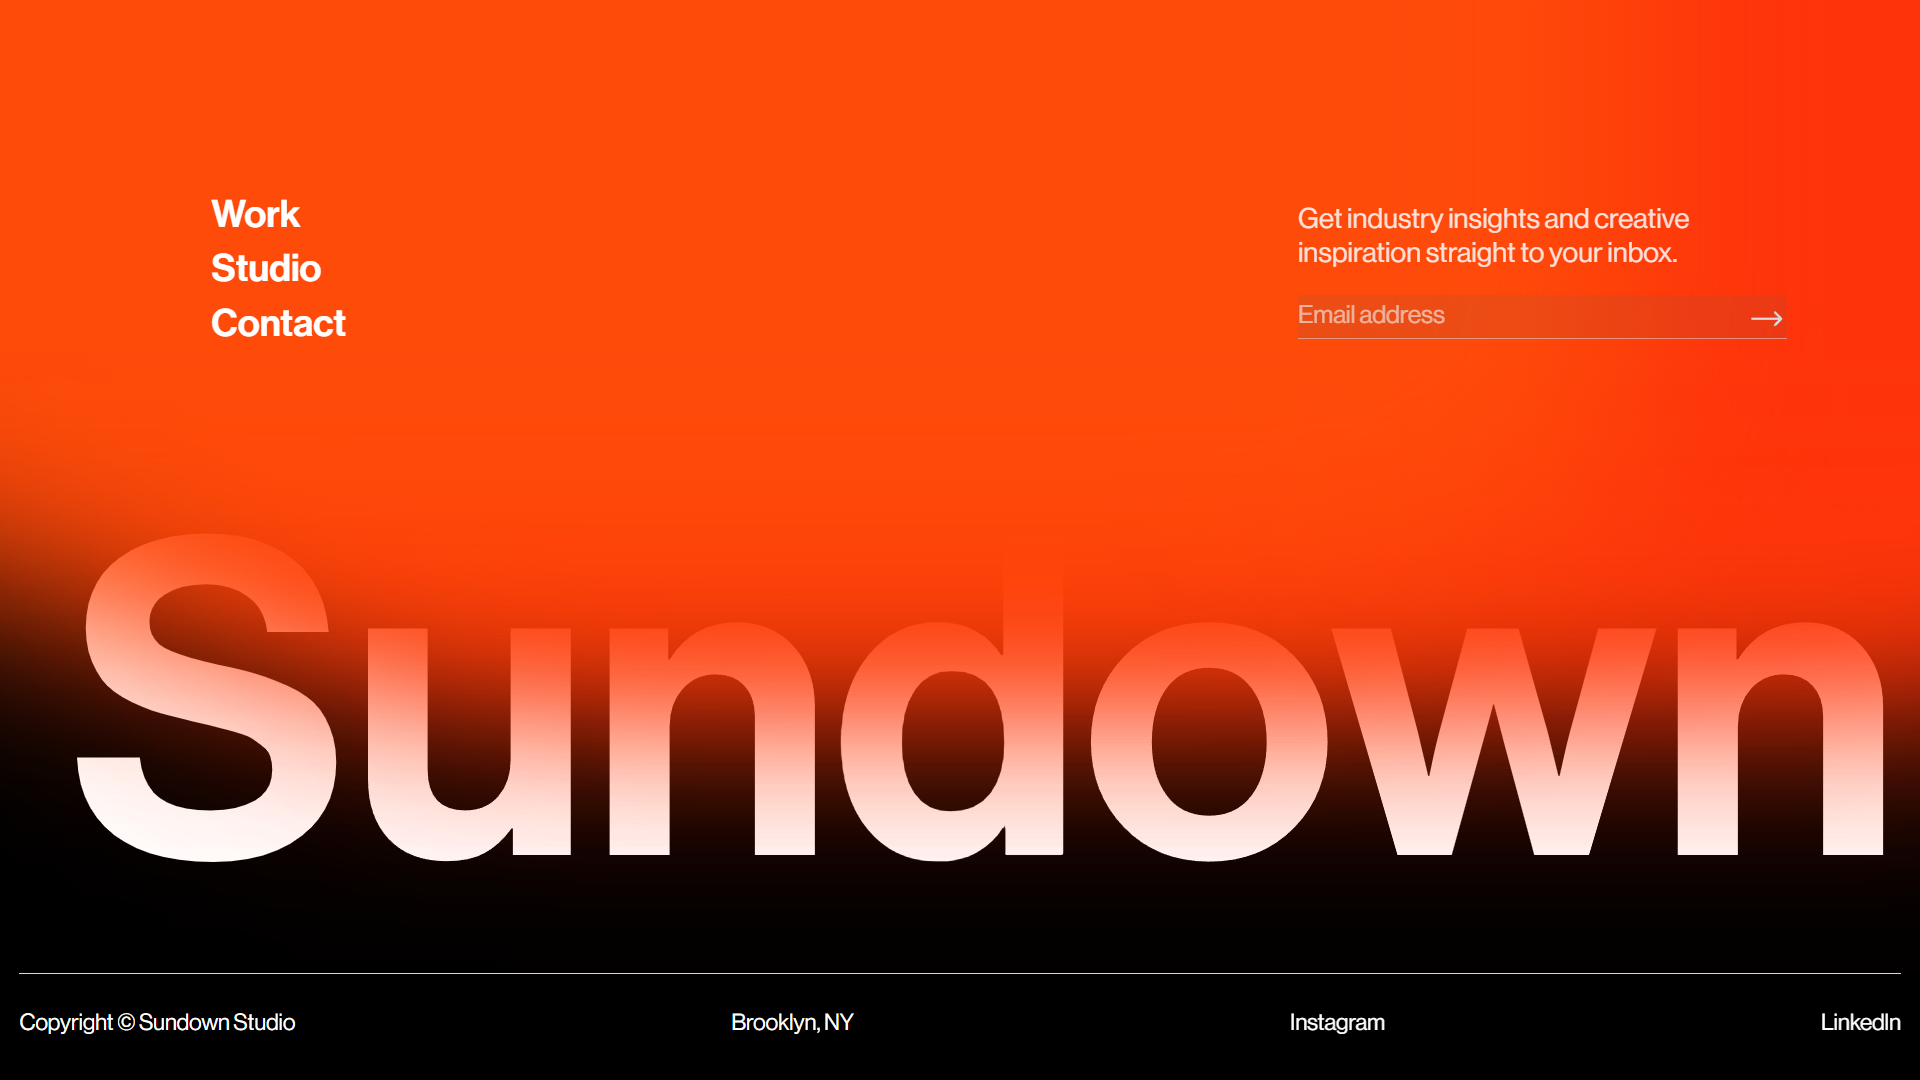 Work
Studio
Contact
Get industry insights and creative
inspiration straight to your inbox.
Email address
Sundown
Copyright © Sundown Studio
Brooklyn, NY
Instagram
LinkedIn